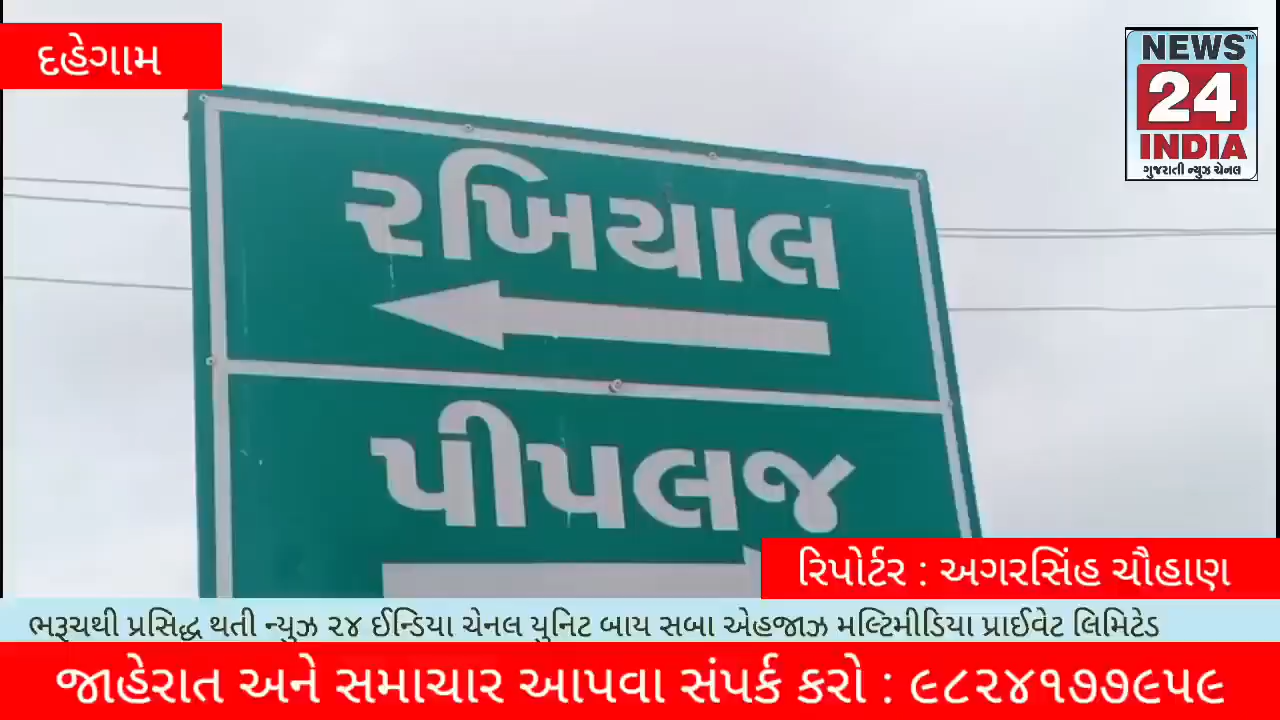 દહેગામ
NEWS
24
INDIA
ગુજરાતી ન્યુઝ ચેનલ
રખિયાલ
પીપલજ
રિપોર્ટર : અગરસિંહ ચૌહાણ
ભરૂચથી પ્રસિદ્ધ થતી ન્યુઝ ૨૪ ઈન્ડિયા ચેનલ યુનિટ બાય સબા એહજાઝ મલ્ટિમીડિયા પ્રાઈવેટ લિમિટેડ
જાહેરાત અને સમાચાર આપવા સંપર્ક કરો : ૯૮૨૪૧૭૭૯૫૯